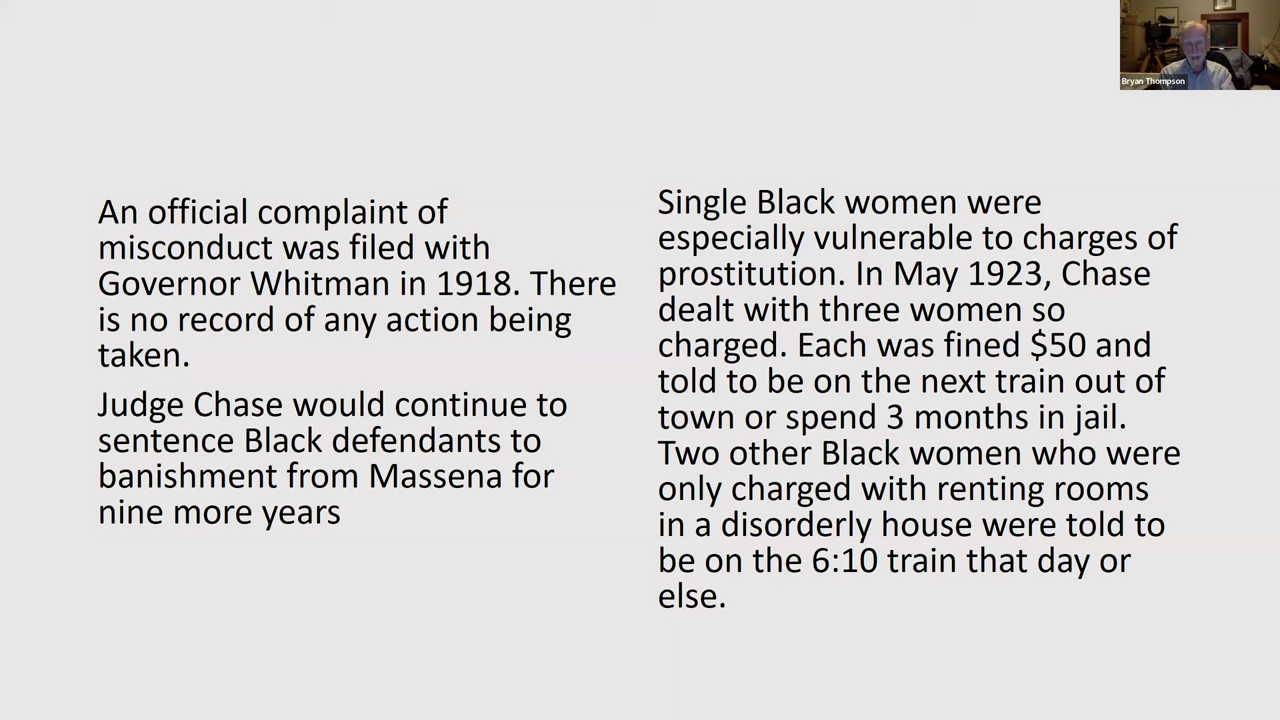 Bryan Thompson
An official complaint of
misconduct was filed with
Governor Whitman in 1918. There
is no record of any action being
taken.
Judge Chase would continue to
sentence Black defendants to
banishment from Massena for
nine more years
Single Black women were
especially vulnerable to charges of
prostitution. In May 1923, Chase
dealt with three women so
charged. Each was fined $50 and
told to be on the next train out of
town or spend 3 months in jail.
Two other Black women who were
only charged with renting rooms
in a disorderly house were told to
be on the 6:10 train that day or
else.